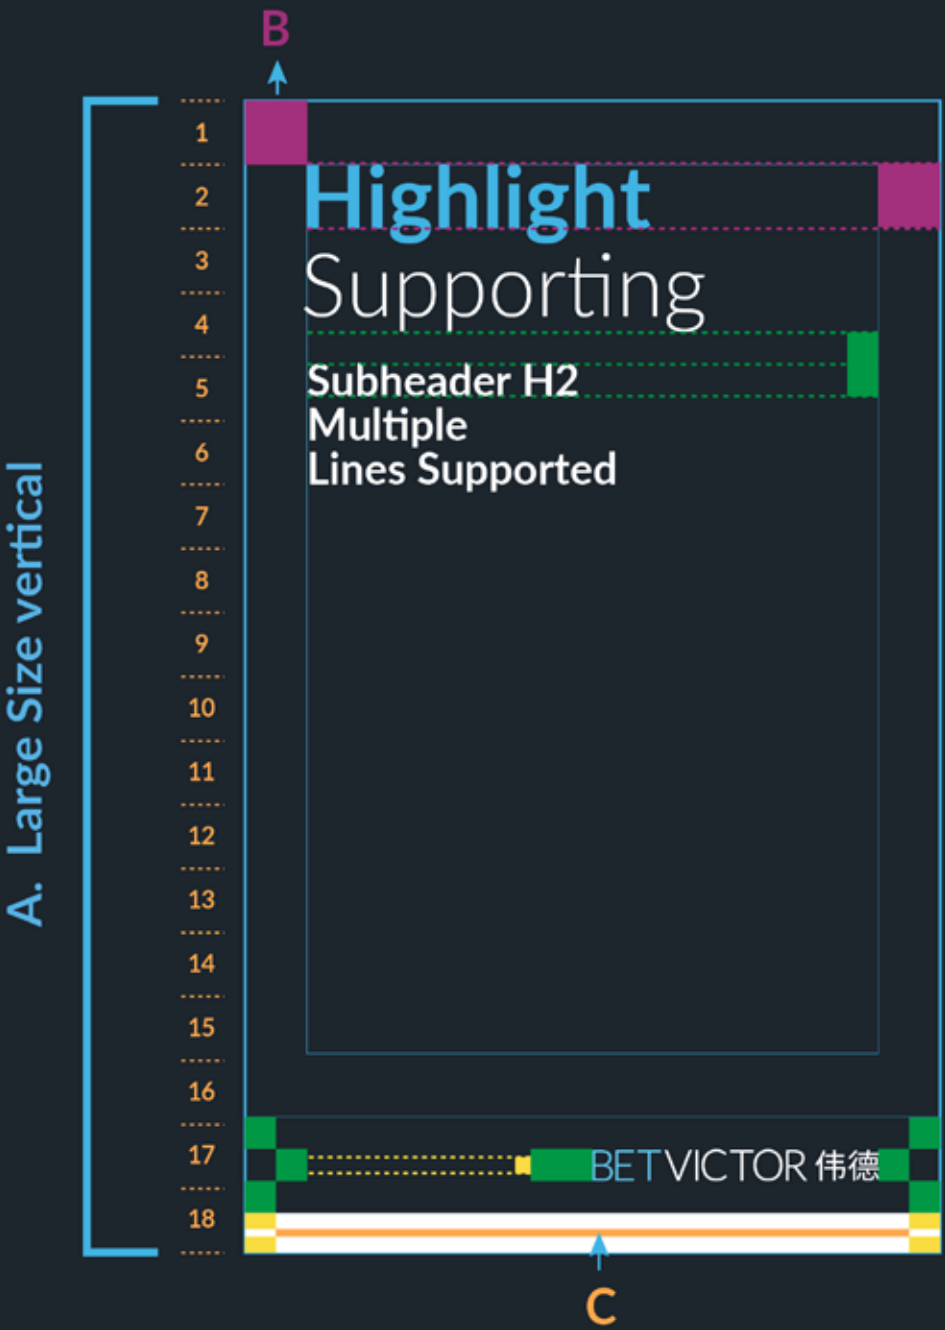 B
1
2
3
4
5
6
7
8
9
10
11
12
13
14
15
16
17
18
A. Large Size vertical
Highlight
Supporting
Subheader H2
Multiple
Lines Supported
BETVICTOR 伟德
C